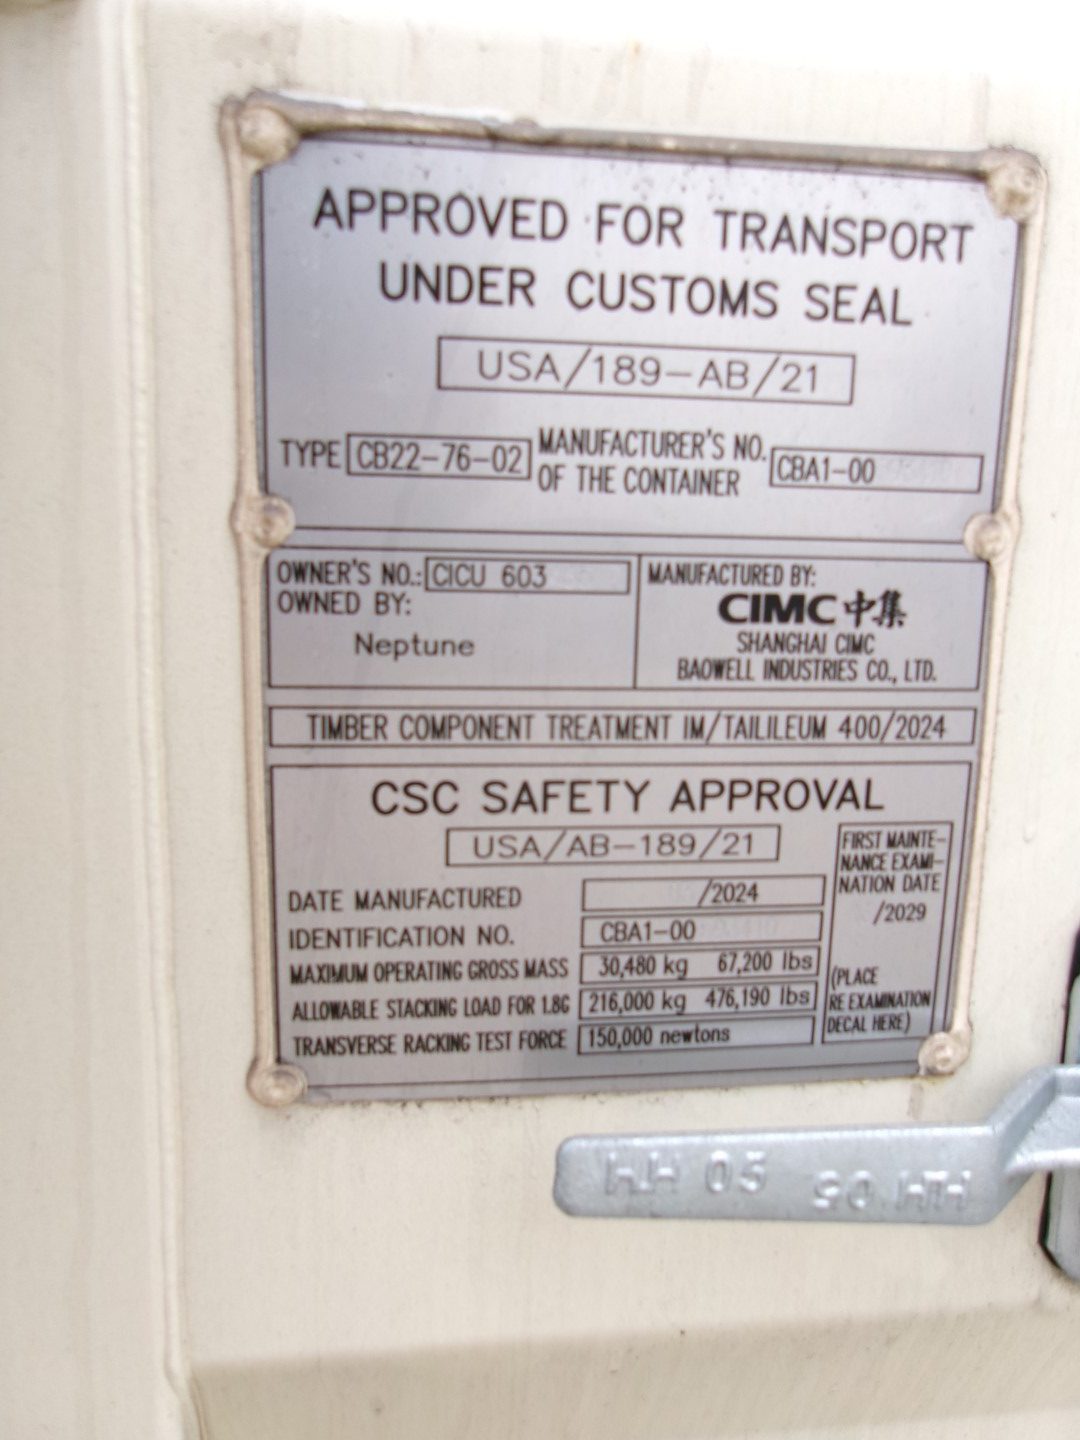 APPROVED FOR TRANSPORT
UNDER CUSTOMS SEAL
USA/189-AB/21
TYPE CB22-76-02
MANUFACTURER'S NO.
OF THE CONTAINER
CBA1-00
OWNER'S NO.: CICU 603
OWNED BY:
Neptune
MANUFACTURED BY:
CIMC 中集
SHANGHAI CIMC
BAOWELL INDUSTRIES CO., LTD.
TIMBER COMPONENT TREATMENT IM/TAILILEUM 400/2024
CSC SAFETY APPROVAL
USA/AB-189/21
DATE MANUFACTURED /2024
IDENTIFICATION NO. CBA1-00
MAXIMUM OPERATING GROSS MASS 30,480 kg 67,200 lbs
ALLOWABLE STACKING LOAD FOR 1.8G 216,000 kg 476,190 lbs
TRANSVERSE RACKING TEST FORCE 150,000 newtons
FIRST MAINTE-
NANCE EXAMI-
NATION DATE
/2029
(PLACE
RE EXAMINATION
DECAL HERE)
HH 05 50 HH